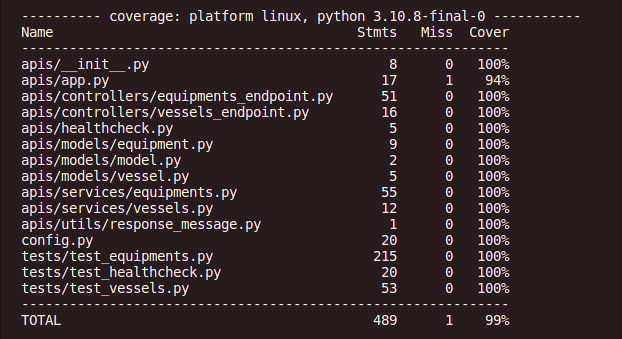 ---------- coverage: platform linux, python 3.10.8-final-0 -----------
Name                                      Stmts   Miss  Cover
-------------------------------------------------------------
apis/__init__.py                              8      0   100%
apis/app.py                                  17      1    94%
apis/controllers/equipments_endpoint.py      51      0   100%
apis/controllers/vessels_endpoint.py         16      0   100%
apis/healthcheck.py                           5      0   100%
apis/models/equipment.py                      9      0   100%
apis/models/model.py                          2      0   100%
apis/models/vessel.py                         5      0   100%
apis/services/equipments.py                  55      0   100%
apis/services/vessels.py                     12      0   100%
apis/utils/response_message.py                1      0   100%
config.py                                    20      0   100%
tests/test_equipments.py                    215      0   100%
tests/test_healthcheck.py                    20      0   100%
tests/test_vessels.py                        53      0   100%
-------------------------------------------------------------
TOTAL                                       489      1    99%